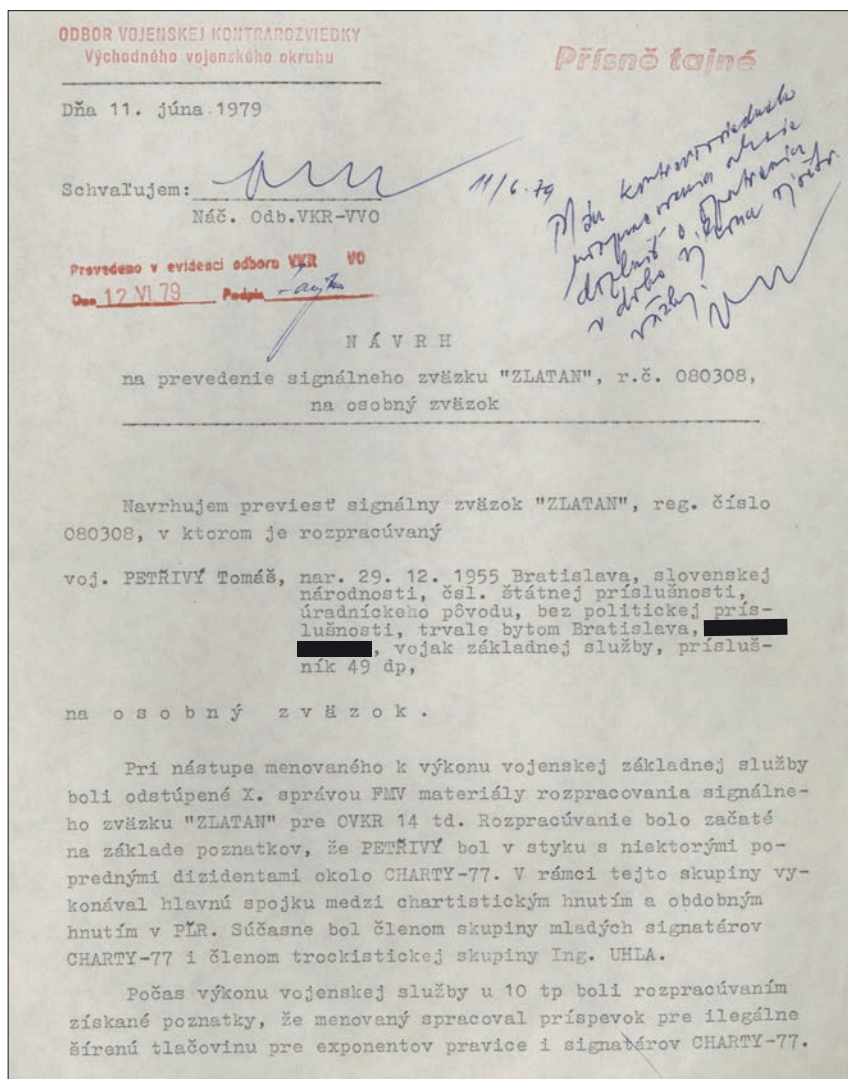 ODBOR VOJENSKEJ KONTRAROZVIEDKY
Východného vojenského okruhu
Přísně tajné
Dňa 11. júna 1979
Schvaľujem:
11/6.79
Náč. Odb.VKR-VVO
Prevedeno v evidenci odboru VKR VO
Dne 12 VI 79 Podpis
N Á V R H
na prevedenie signálneho zväzku "ZLATAN", r.č. 080308,
na osobný zväzok
Navrhujem previesť signálny zväzok "ZLATAN", reg. číslo
080308, v ktorom je rozpracúvaný
voj. PETŘIVÝ Tomáš, nar. 29. 12. 1955 Bratislava, slovenskej
národnosti, čsl. štátnej príslušnosti,
úradníckeho pôvodu, bez politickej prís-
lušnosti, trvale bytom Bratislava,
, vojak základnej služby, prísluš-
ník 49 dp,
na o s o b n ý z v ä z o k .
Pri nástupe menovaného k výkonu vojenskej základnej služby
boli odstúpené X. správou FMV materiály rozpracovania signálne-
ho zväzku "ZLATAN" pre OVKR 14 td. Rozpracúvanie bolo začaté
na základe poznatkov, že PETŘIVÝ bol v styku s niektorými po-
prednými dizidentami okolo CHARTY-77. V rámci tejto skupiny vy-
konával hlavnú spojku medzi chartistickým hnutím a obdobným
hnutím v PĽR. Súčasne bol členom skupiny mladých signatárov
CHARTY-77 i členom trockistickej skupiny Ing. UHLA.
Počas výkonu vojenskej služby u 10 tp boli rozpracúvaním
získané poznatky, že menovaný spracoval príspevok pre ilegálne
šírenú tlačovinu pre exponentov pravice i signatárov CHARTY-77.